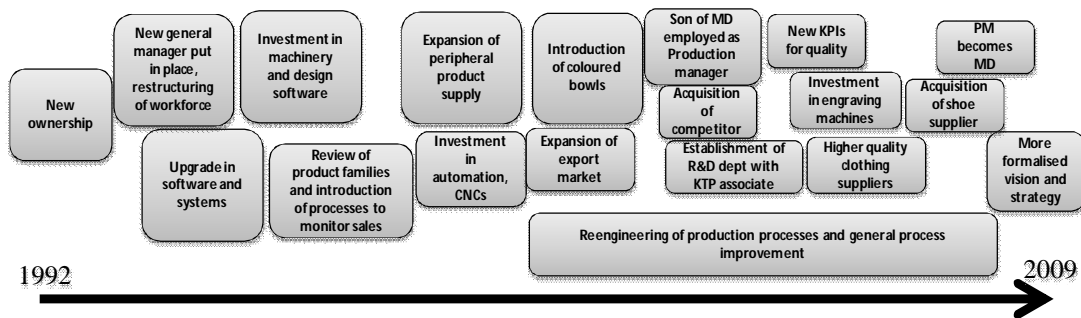 New
ownership
New general
manager put
in place,
restructuring
of workforce
Upgrade in
software and
systems
Investment in
machinery
and design
software
Review of
product families
and introduction
of processes to
monitor sales
Expansion of
peripheral
product
supply
Investment
in
automation,
CNCs
Introduction
of coloured
bowls
Expansion of
export
market
Son of MD
employed as
Production
manager
Acquisition
of
competitor
Establishment of
R&D dept with
KTP associate
New KPIs
for quality
Investment
in engraving
machines
Higher quality
clothing
suppliers
Acquisition
of shoe
supplier
PM
becomes
MD
More
formalised
vision and
strategy
Reengineering of production processes and general process
improvement
1992
2009